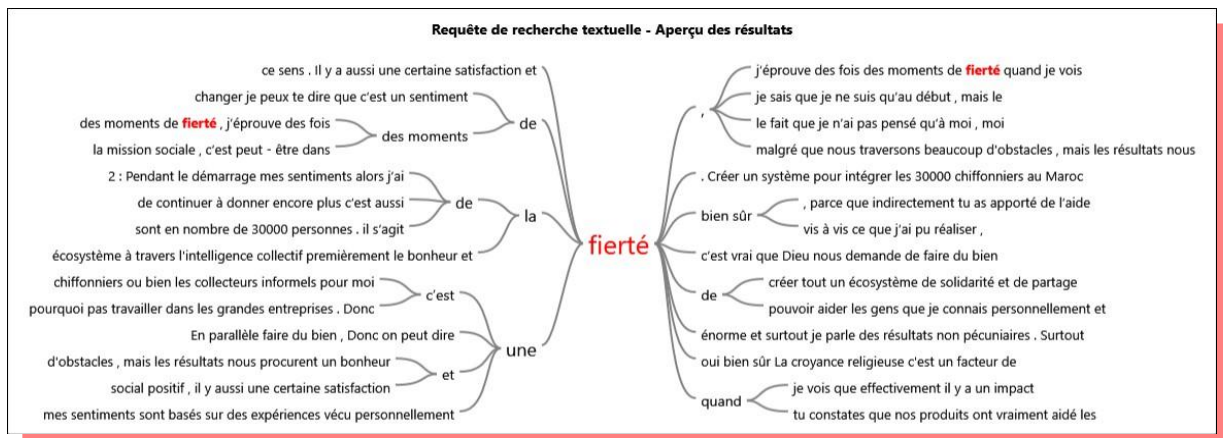 Requête de recherche textuelle - Aperçu des résultats
ce sens . Il y a aussi une certaine satisfaction et
changer je peux te dire que c'est un sentiment
des moments de fierté , j'éprouve des fois
la mission sociale , c'est peut - être dans
des moments
de
2 : Pendant le démarrage mes sentiments alors j'ai
de continuer à donner encore plus c'est aussi
sont en nombre de 30000 personnes . il s'agit
de
écosystème à travers l'intelligence collectif premièrement le bonheur et
la
chiffonniers ou bien les collecteurs informels pour moi
pourquoi pas travailler dans les grandes entreprises . Donc
c'est
En parallèle faire du bien , Donc on peut dire
d'obstacles , mais les résultats nous procurent un bonheur
social positif , il y aussi une certaine satisfaction
et
mes sentiments sont basés sur des expériences vécu personnellement
une
fierté
,
j'éprouve des fois des moments de fierté quand je vois
je sais que je ne suis qu'au début , mais le
le fait que je n'ai pas pensé qu'à moi , moi
malgré que nous traversons beaucoup d'obstacles , mais les résultats nous
. Créer un système pour intégrer les 30000 chiffonniers au Maroc
bien sûr
, parce que indirectement tu as apporté de l'aide
vis à vis ce que j'ai pu réaliser ,
c'est vrai que Dieu nous demande de faire du bien
de
créer tout un écosystème de solidarité et de partage
pouvoir aider les gens que je connais personnellement et
énorme et surtout je parle des résultats non pécuniaires . Surtout
oui bien sûr La croyance religieuse c'est un facteur de
quand
je vois que effectivement il y a un impact
tu constates que nos produits ont vraiment aidé les